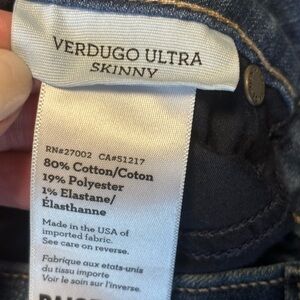 VERDUGO ULTRA
SKINNY
RN#27002 CA#51217
80% Cotton/Coton
19% Polyester
1% Elastane/
Élasthanne
Made in the USA of
imported fabric.
See care on reverse.
Fabrique aux etats-unis
du tissu importe
Voir le soin sur l'inverse.